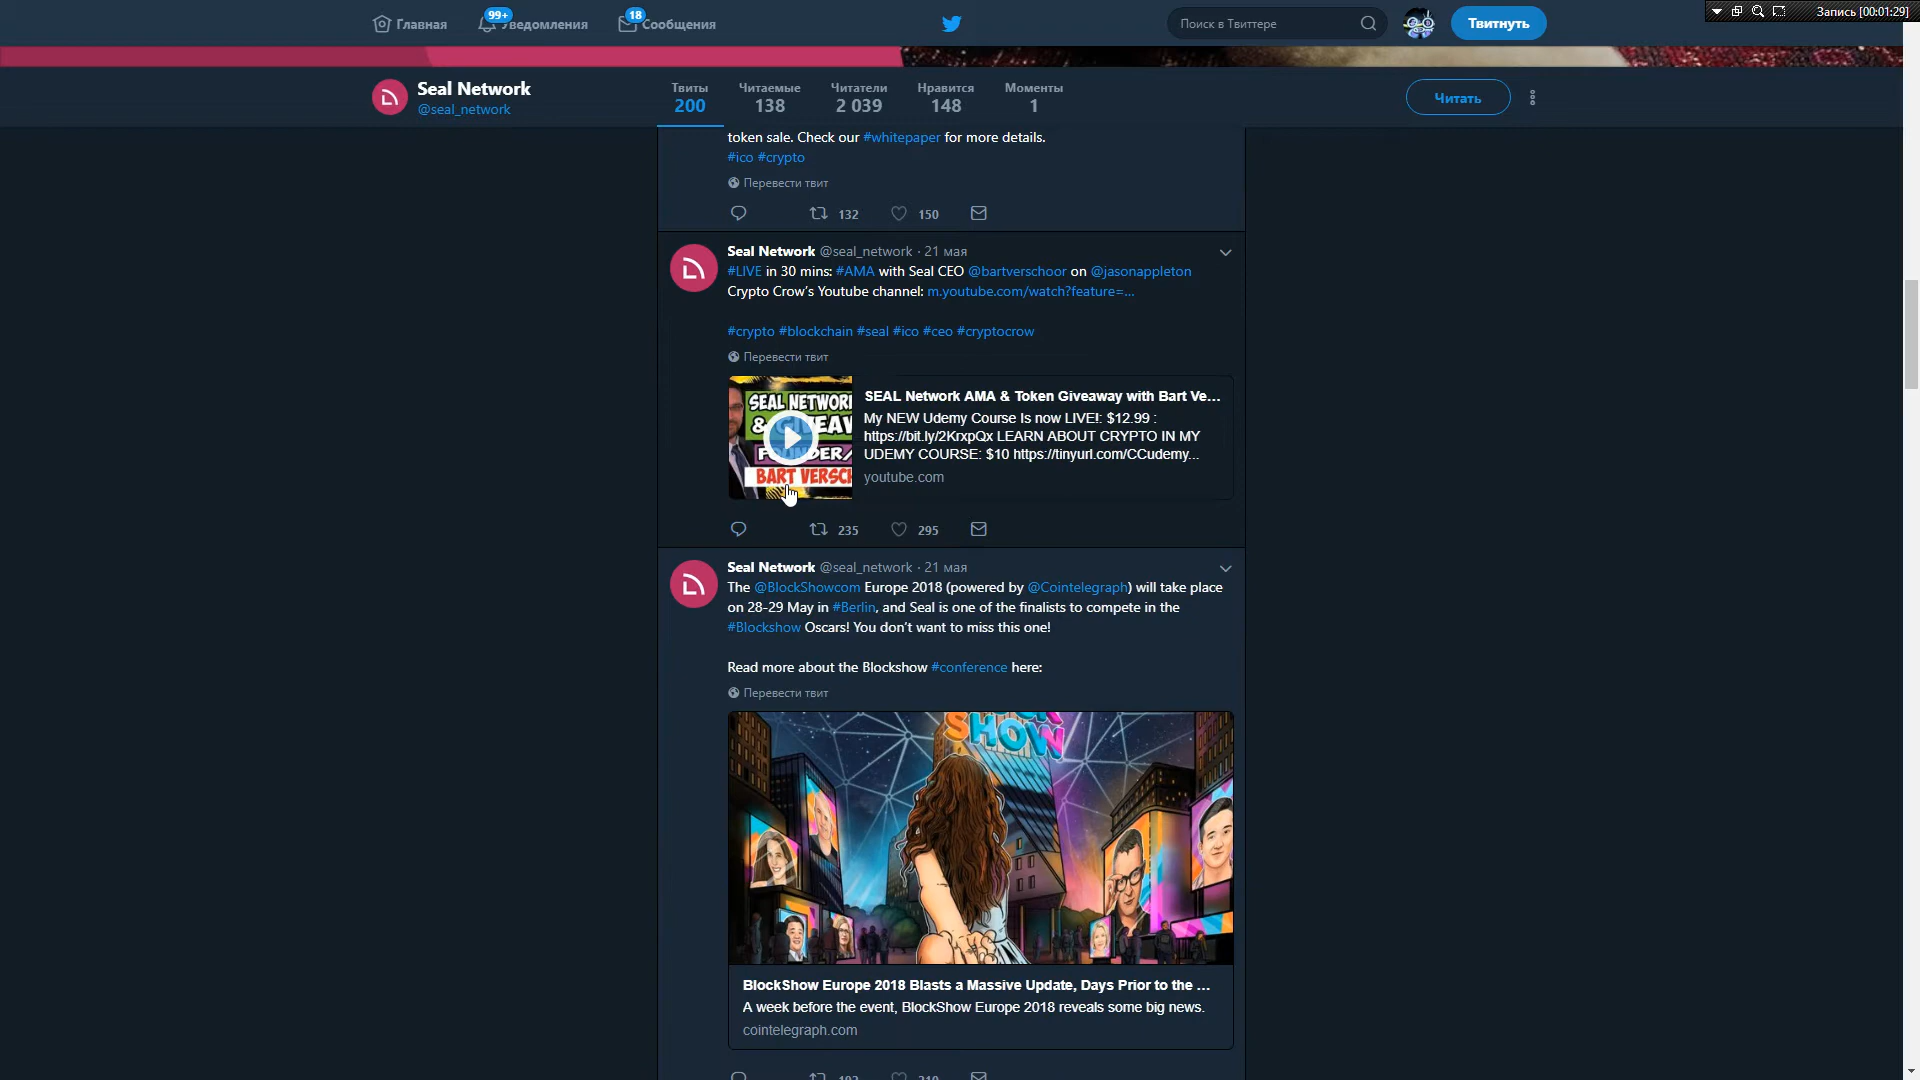 Главная
99+
Уведомления
18
Сообщения
Поиск в Твиттере
Твитнуть
Запись [00:01:29]
Seal Network
@seal_network
Твиты
200
Читаемые
138
Читатели
2 039
Нравится
148
Моменты
1
Читать
token sale. Check our #whitepaper for more details.
#ico #crypto
Перевести твит
132
150
Seal Network @seal_network · 21 мая
#LIVE in 30 mins: #AMA with Seal CEO @bartverschoor on @jasonappleton
Crypto Crow's Youtube channel: m.youtube.com/watch?feature=...
#crypto #blockchain #seal #ico #ceo #cryptocrow
Перевести твит
SEAL NETWOR
& GIVEAW
FOUNDER/
BART VERSCH
SEAL Network AMA & Token Giveaway with Bart Ve...
My NEW Udemy Course Is now LIVE!: $12.99 :
https://bit.ly/2KrxpQx LEARN ABOUT CRYPTO IN MY
UDEMY COURSE: $10 https://tinyurl.com/CCudemy...
youtube.com
235
295
Seal Network @seal_network · 21 мая
The @BlockShowcom Europe 2018 (powered by @Cointelegraph) will take place
on 28-29 May in #Berlin, and Seal is one of the finalists to compete in the
#Blockshow Oscars! You don't want to miss this one!
Read more about the Blockshow #conference here:
Перевести твит
SHOW
BlockShow Europe 2018 Blasts a Massive Update, Days Prior to the ...
A week before the event, BlockShow Europe 2018 reveals some big news.
cointelegraph.com